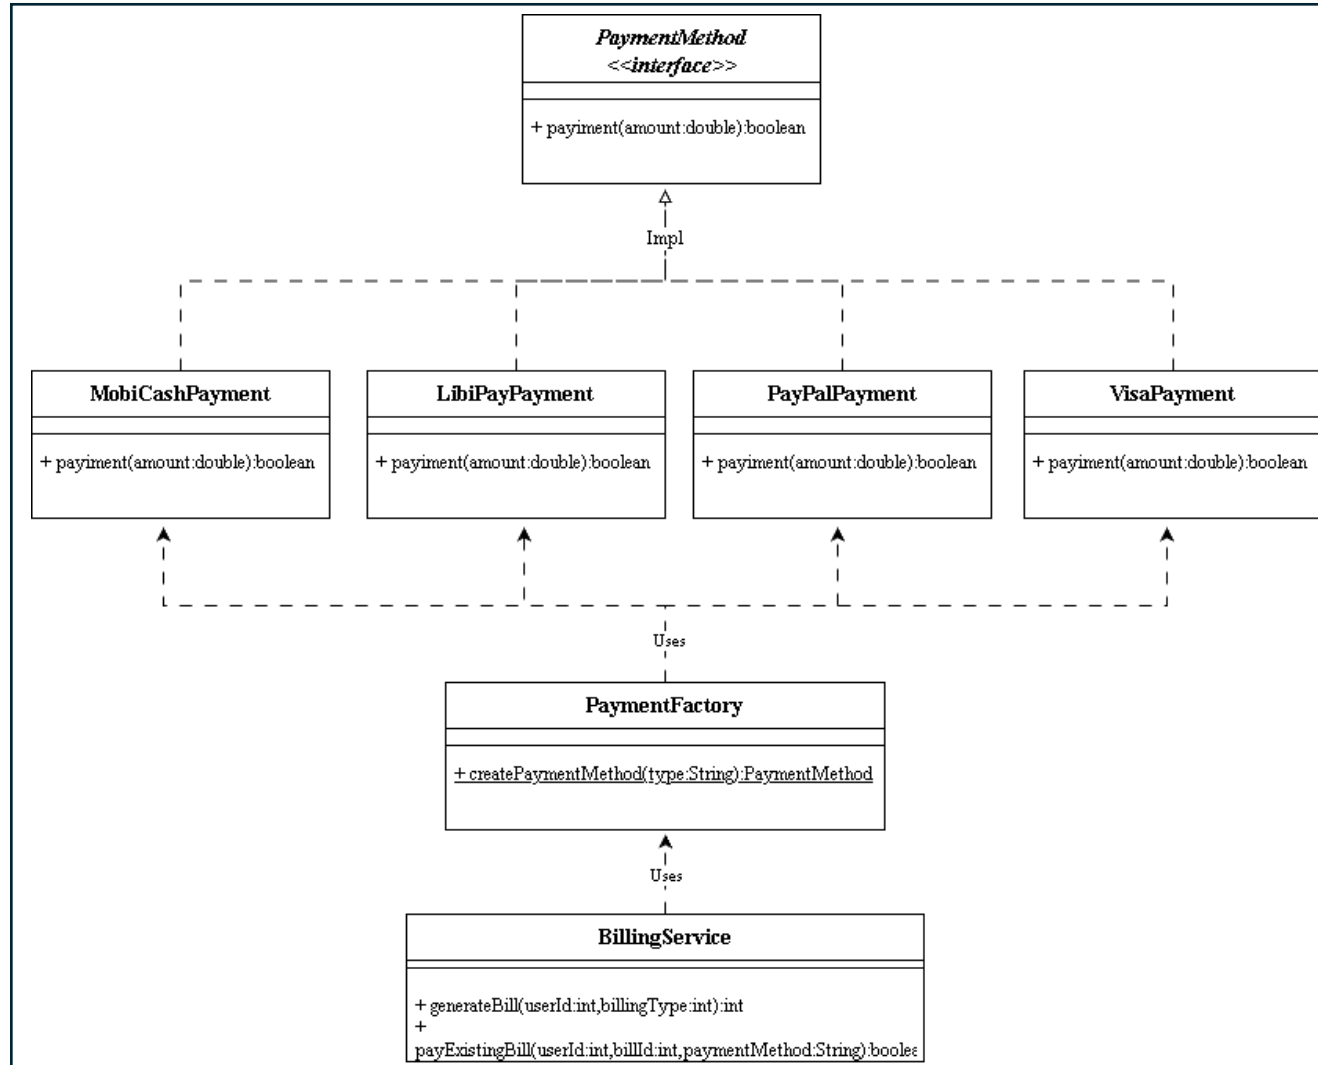 PaymentMethod
<<interface>>
+ payiment(amount:double):boolean
Impl
MobiCashPayment
+ payiment(amount:double):boolean
LibiPayPayment
+ payiment(amount:double):boolean
PayPalPayment
+ payiment(amount:double):boolean
VisaPayment
+ payiment(amount:double):boolean
Uses
PaymentFactory
+ createPaymentMethod(type:String):PaymentMethod
Uses
BillingService
+ generateBill(userId:int,billingType:int):int
+
payExistingBill(userId:int,billId:int,paymentMethod:String):boolea